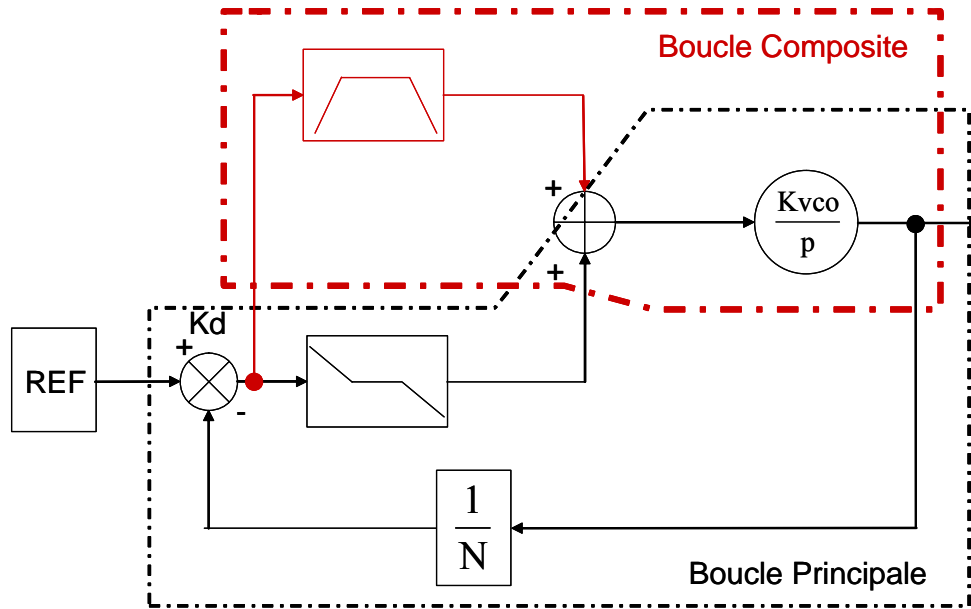 Boucle Composite
+
Kvco
p
+
Kd
+
REF
-
1
N
Boucle Principale